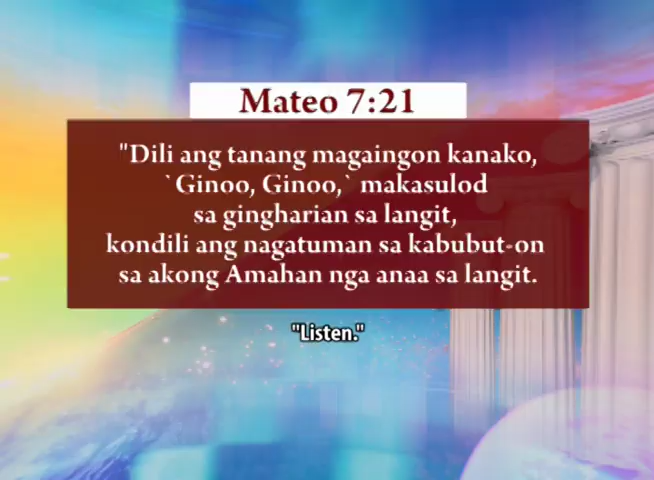 Mateo 7:21
"Dili ang tanang magaingon kanako,
`Ginoo, Ginoo,` makasulod
sa gingharian sa langit,
kondili ang nagatuman sa kabubut-on
sa akong Amahan nga anaa sa langit.
"Listen."